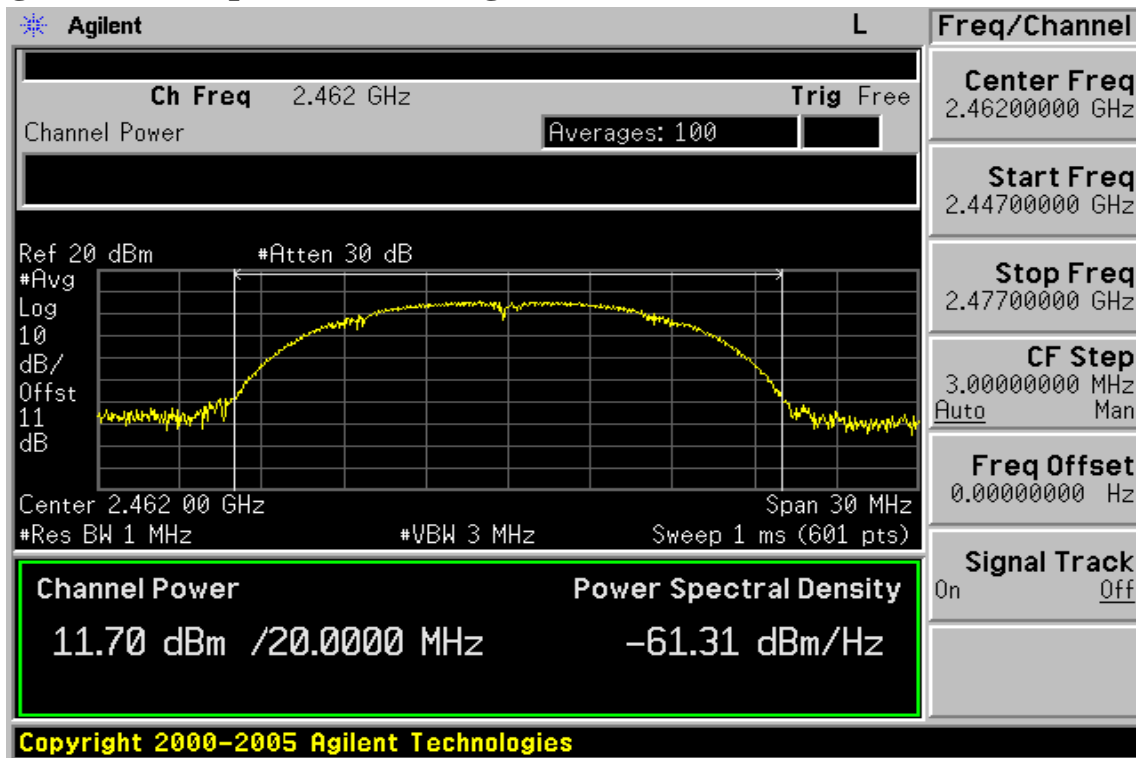 Agilent L Freq/Channel
Ch Freq 2.462 GHz Trig Free
Channel Power Averages: 100
Ref 20 dBm #Atten 30 dB
#Avg
Log
10
dB/
Offst
11
dB
Center 2.462 00 GHz Span 30 MHz
#Res BW 1 MHz #VBW 3 MHz Sweep 1 ms (601 pts)
Channel Power Power Spectral Density
11.70 dBm /20.0000 MHz -61.31 dBm/Hz
Copyright 2000-2005 Agilent Technologies
Center Freq
2.46200000 GHz
Start Freq
2.44700000 GHz
Stop Freq
2.47700000 GHz
CF Step
3.00000000 MHz
Auto Man
Freq Offset
0.00000000 Hz
Signal Track
On Off